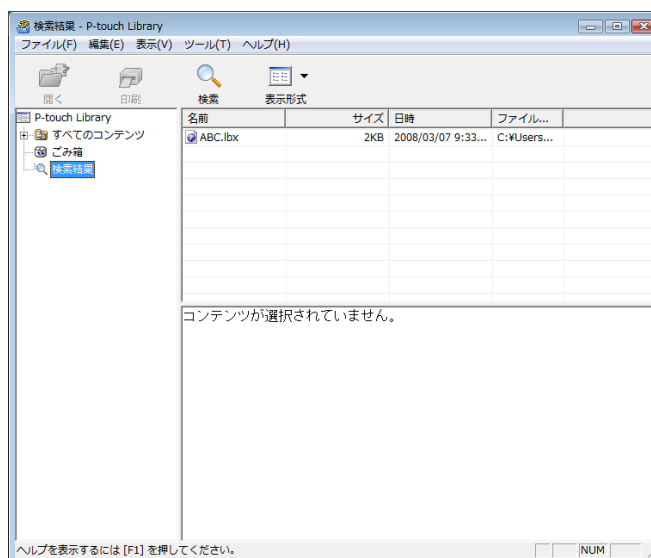 検索結果 - P-touch Library
ファイル(F) 編集(E) 表示(V) ツール(T) ヘルプ(H)
開く 印刷 検索 表示形式
P-touch Library
すべてのコンテンツ
ごみ箱
検索結果
名前 サイズ 日時 ファイル...
ABC.lbx 2KB 2008/03/07 9:33... C:¥Users...
コンテンツが選択されていません。
ヘルプを表示するには [F1] を押してください。 NUM